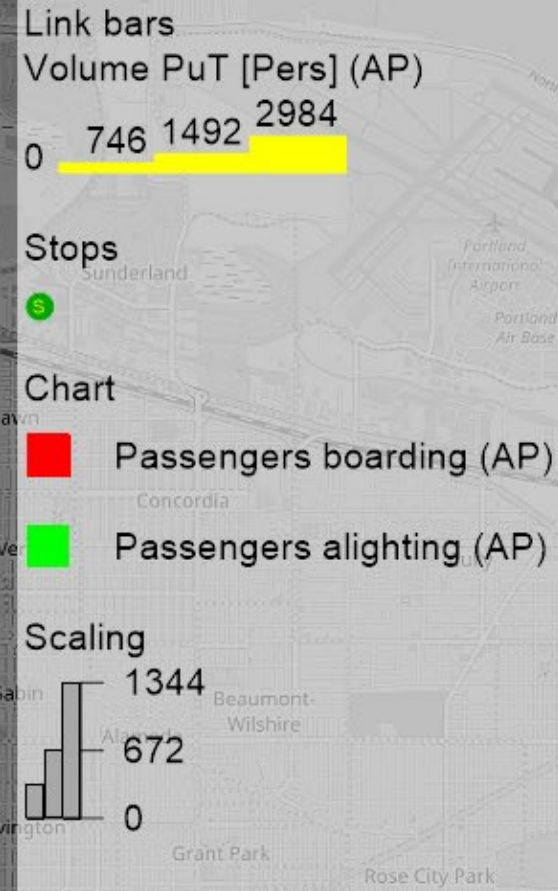 Link bars
Volume PuT [Pers] (AP)
0 746 1492 2984
Stops
Sunderland
S
Portland
International
Airport
Portland
Air Base
Chart
Passengers boarding (AP)
Concordia
Passengers alighting (AP)
Scaling
1344
Beaumont-
Wilshire
Alameda
672
0
Grant Park
Rose City Park